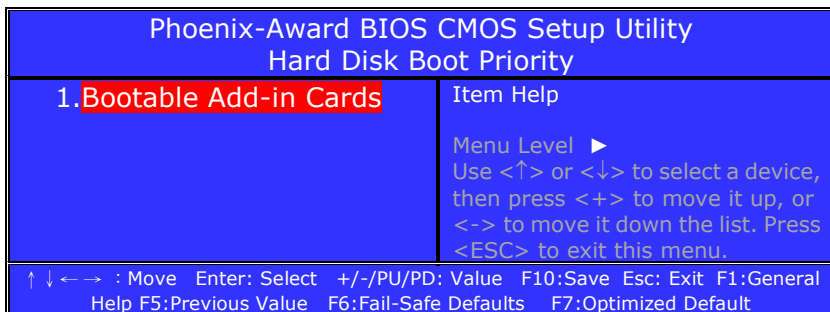 Phoenix-Award BIOS CMOS Setup Utility
Hard Disk Boot Priority
1.Bootable Add-in Cards
Item Help
Menu Level ►
Use <↑> or <↓> to select a device,
then press <+> to move it up, or
<-> to move it down the list. Press
<ESC> to exit this menu.
↑↓←→ : Move Enter: Select +/-/PU/PD: Value F10:Save Esc: Exit F1:General
Help F5:Previous Value F6:Fail-Safe Defaults F7:Optimized Default